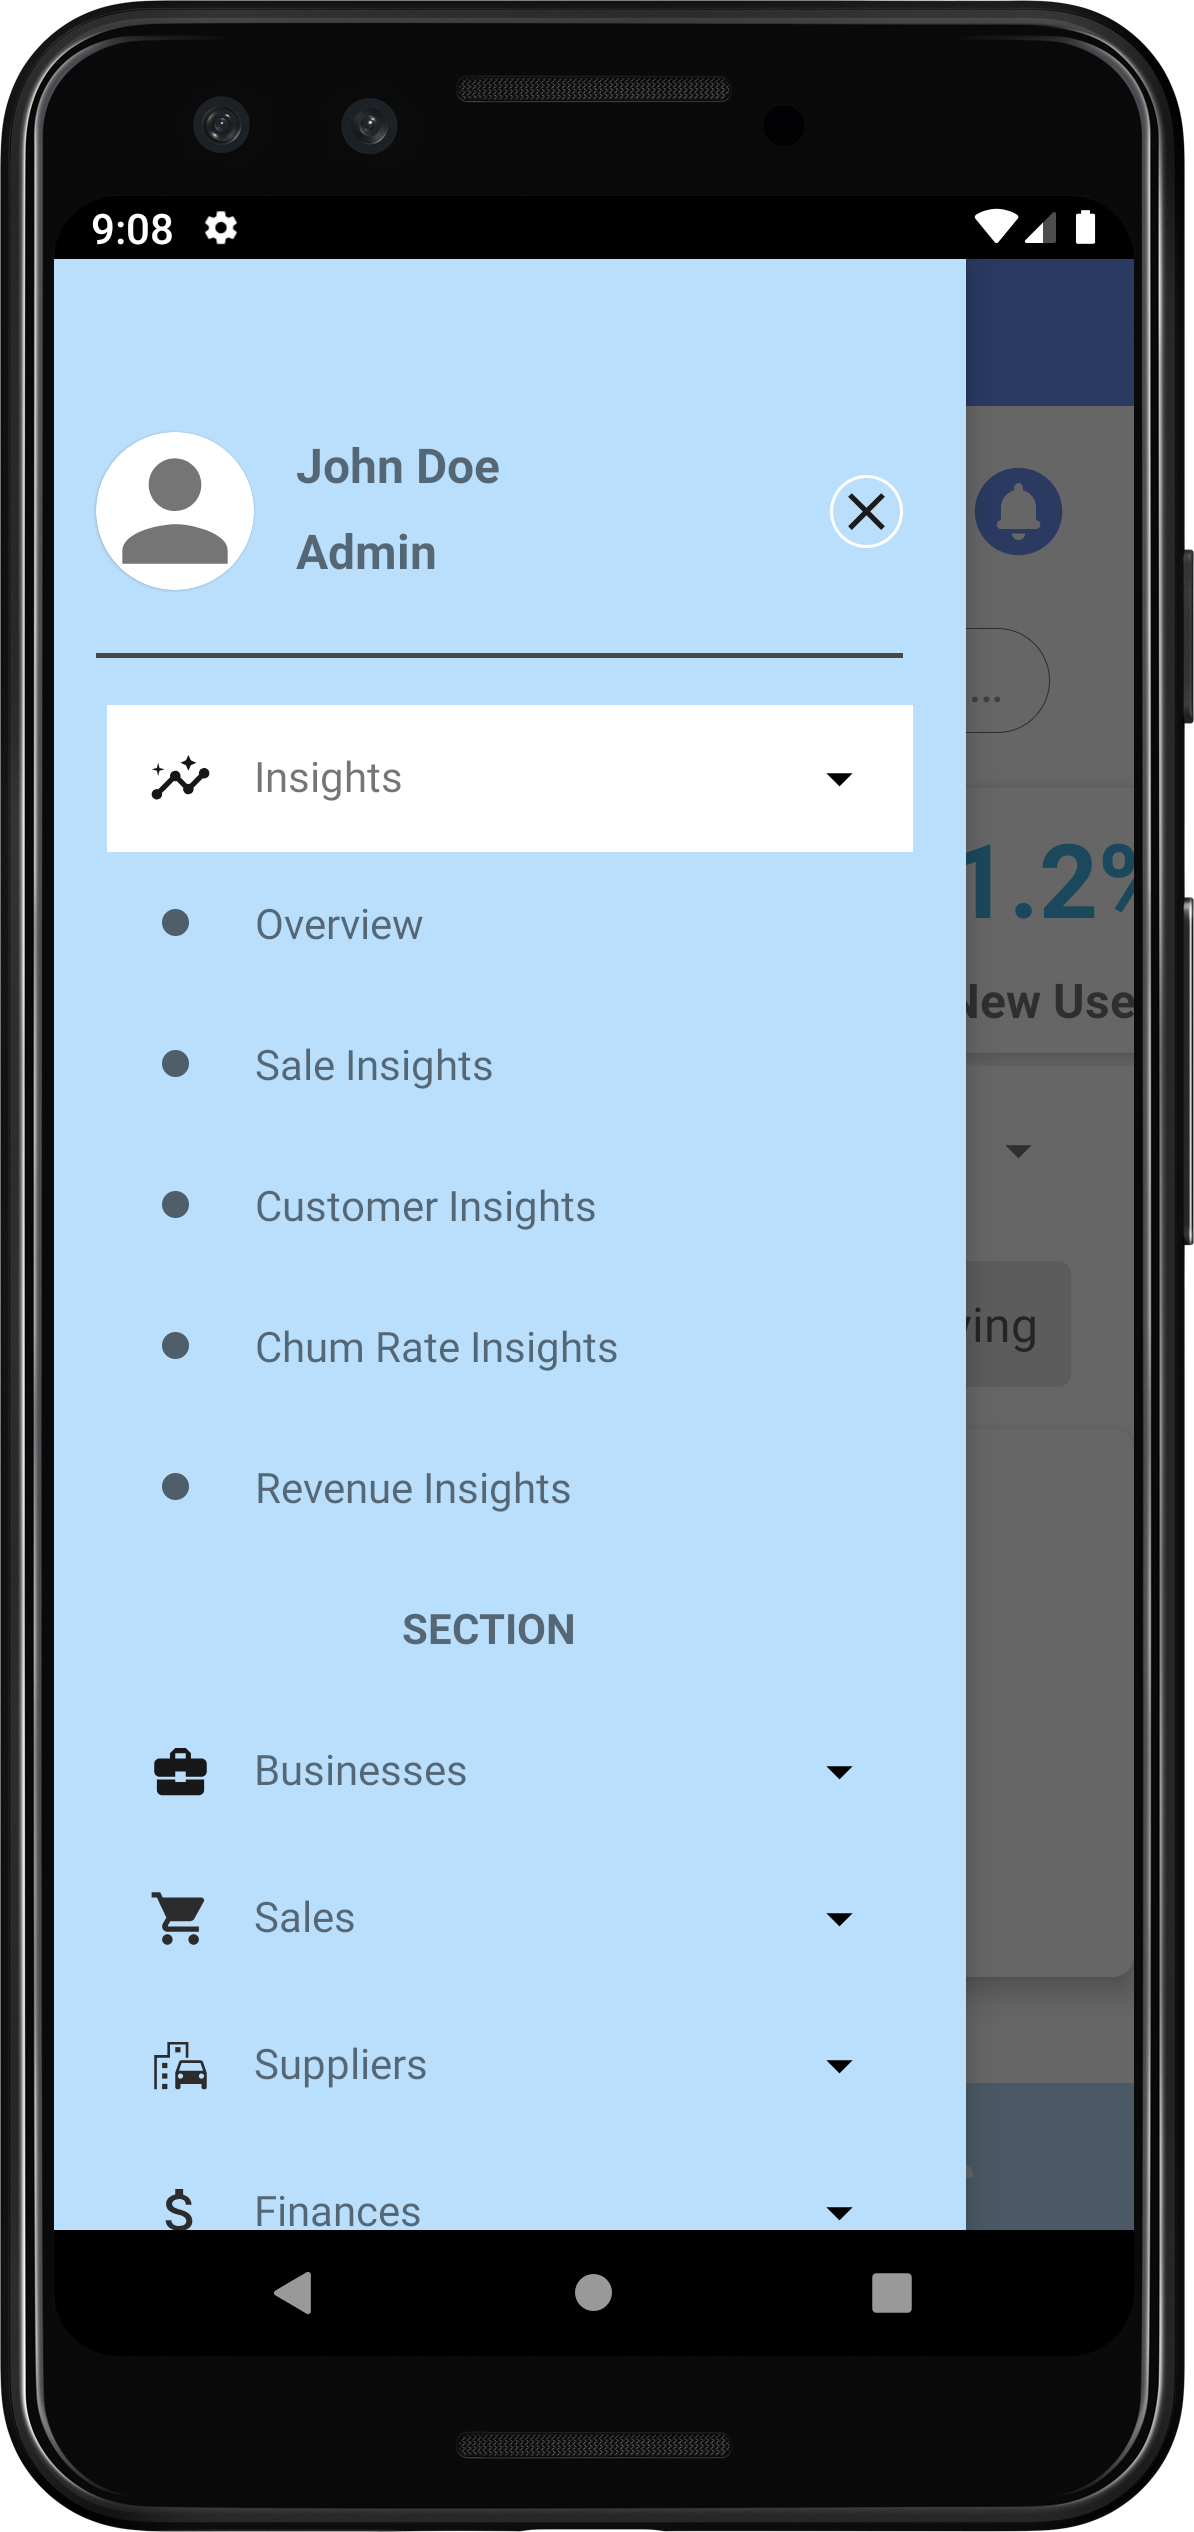 9:08
John Doe
Admin
Insights
Overview
Sale Insights
Customer Insights
Chum Rate Insights
Revenue Insights
SECTION
Businesses
Sales
Suppliers
$ Finances
...
1.2%
New Use
ving